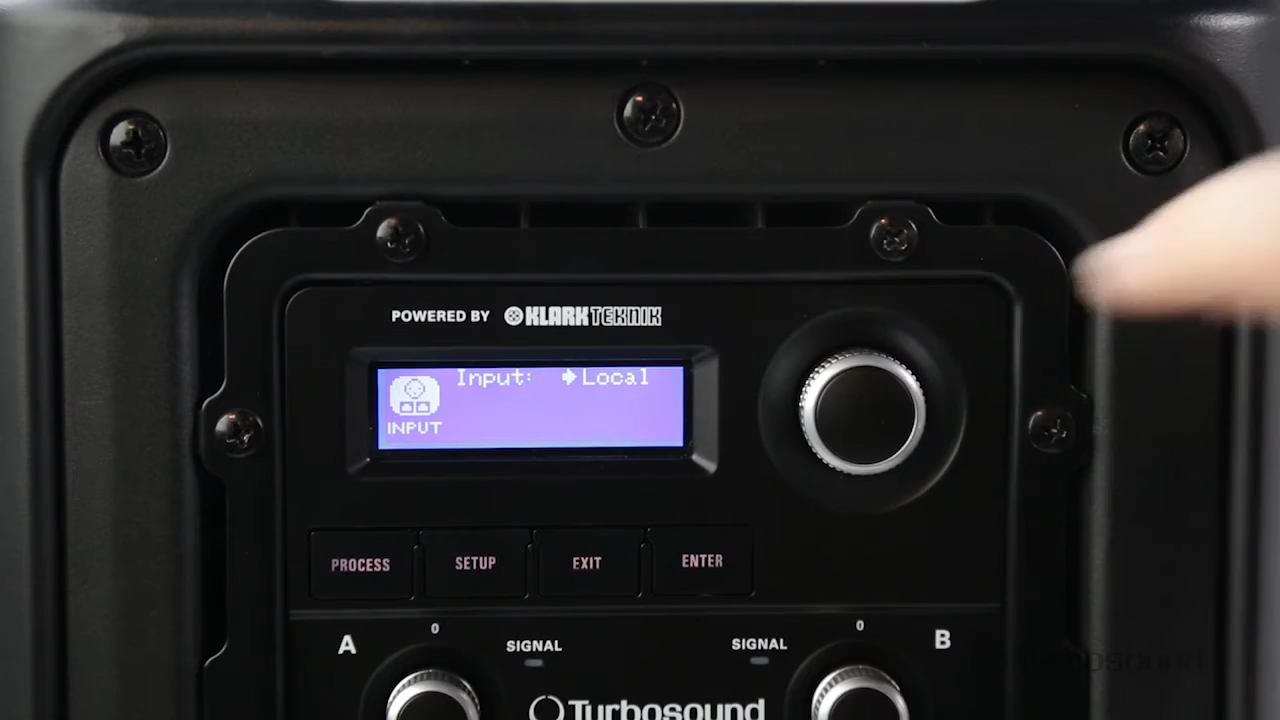 POWERED BY KLARK TEKNIK
Input: Local
INPUT
PROCESS SETUP EXIT ENTER
A 0 SIGNAL SIGNAL 0 B
Turbosound